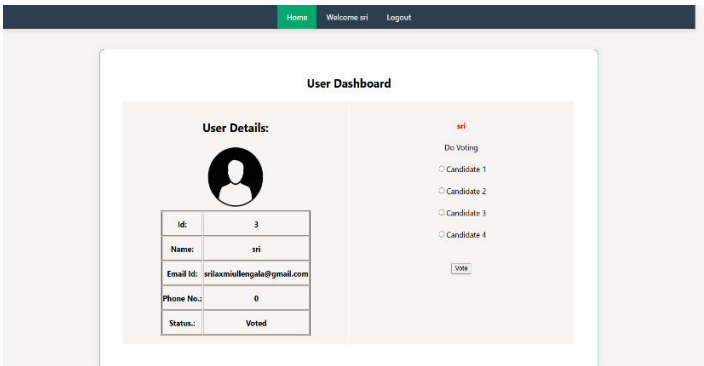 Home Welcome sri Logout
User Dashboard
User Details:
Id: 3
Name: sri
Email Id: srilaxmiullengala@gmail.com
Phone No.: 0
Status.: Voted
sri
Do Voting
Candidate 1
Candidate 2
Candidate 3
Candidate 4
Vote